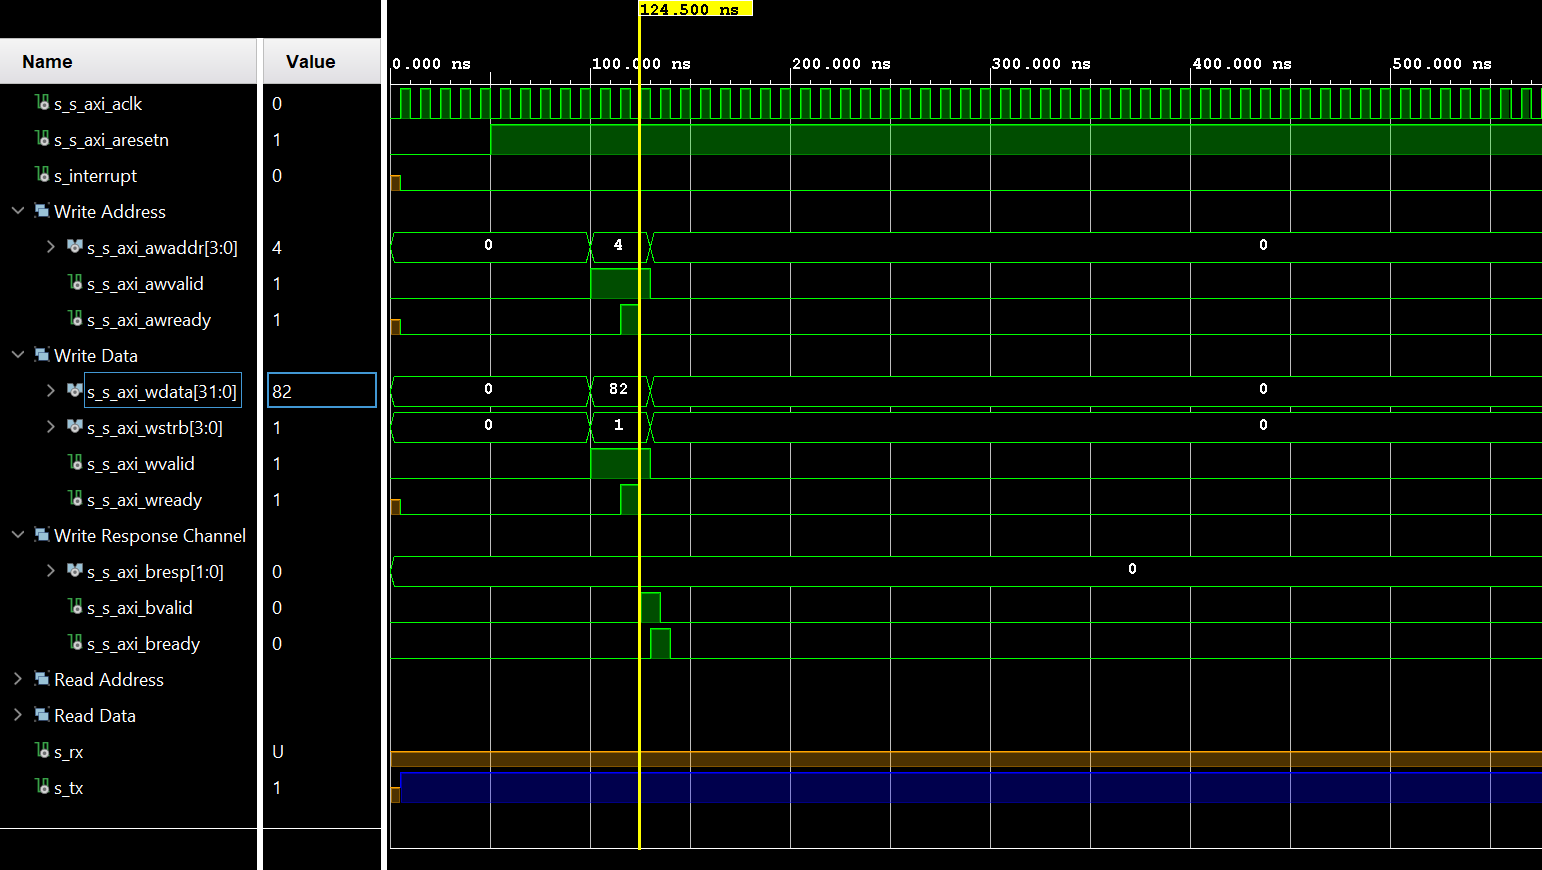 124.500 ns
Name Value
0.000 ns 100.000 ns 200.000 ns 300.000 ns 400.000 ns 500.000 ns
s_s_axi_aclk 0
s_s_axi_aresetn 1
s_interrupt 0
Write Address
s_s_axi_awaddr[3:0] 4 0 4 0
s_s_axi_awvalid 1
s_s_axi_awready 1
Write Data
s_s_axi_wdata[31:0] 82 0 82 0
s_s_axi_wstrb[3:0] 1 0 1 0
s_s_axi_wvalid 1
s_s_axi_wready 1
Write Response Channel
s_s_axi_bresp[1:0] 0 0
s_s_axi_bvalid 0
s_s_axi_bready 0
Read Address
Read Data
s_rx U
s_tx 1